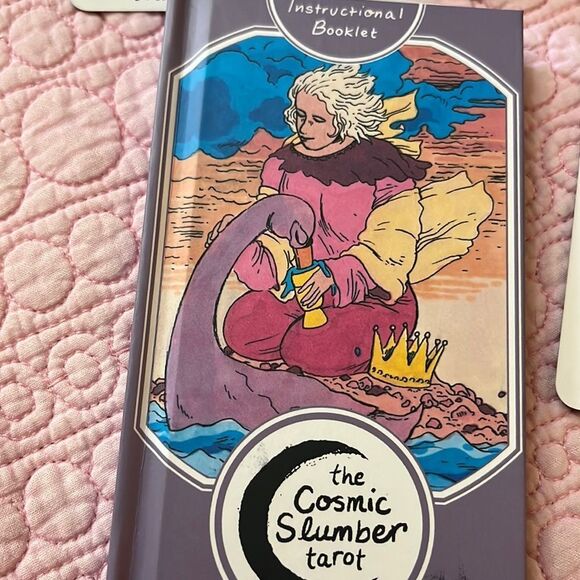 Instructional
Booklet
the
Cosmic
Slumber
tarot